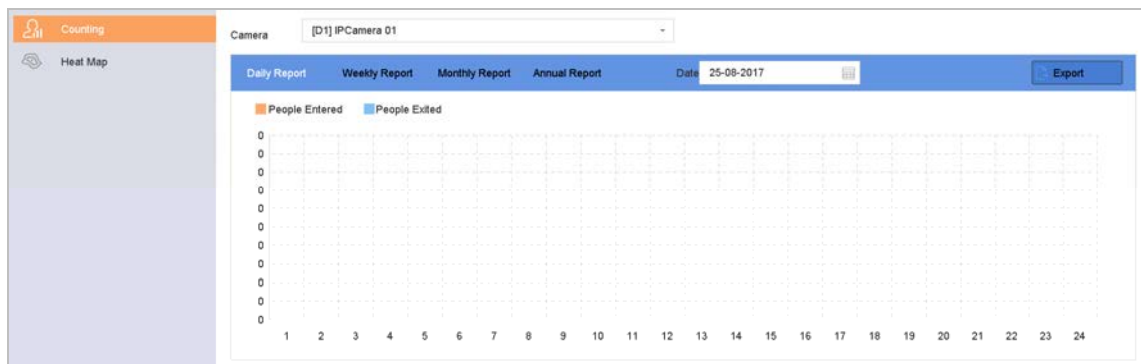 Counting
Heat Map
Camera [D1] IPCamera 01
Daily Report Weekly Report Monthly Report Annual Report Date 25-08-2017 Export
People Entered People Exited
0
0
0
0
0
0
0
0
0
0
0
1 2 3 4 5 6 7 8 9 10 11 12 13 14 15 16 17 18 19 20 21 22 23 24